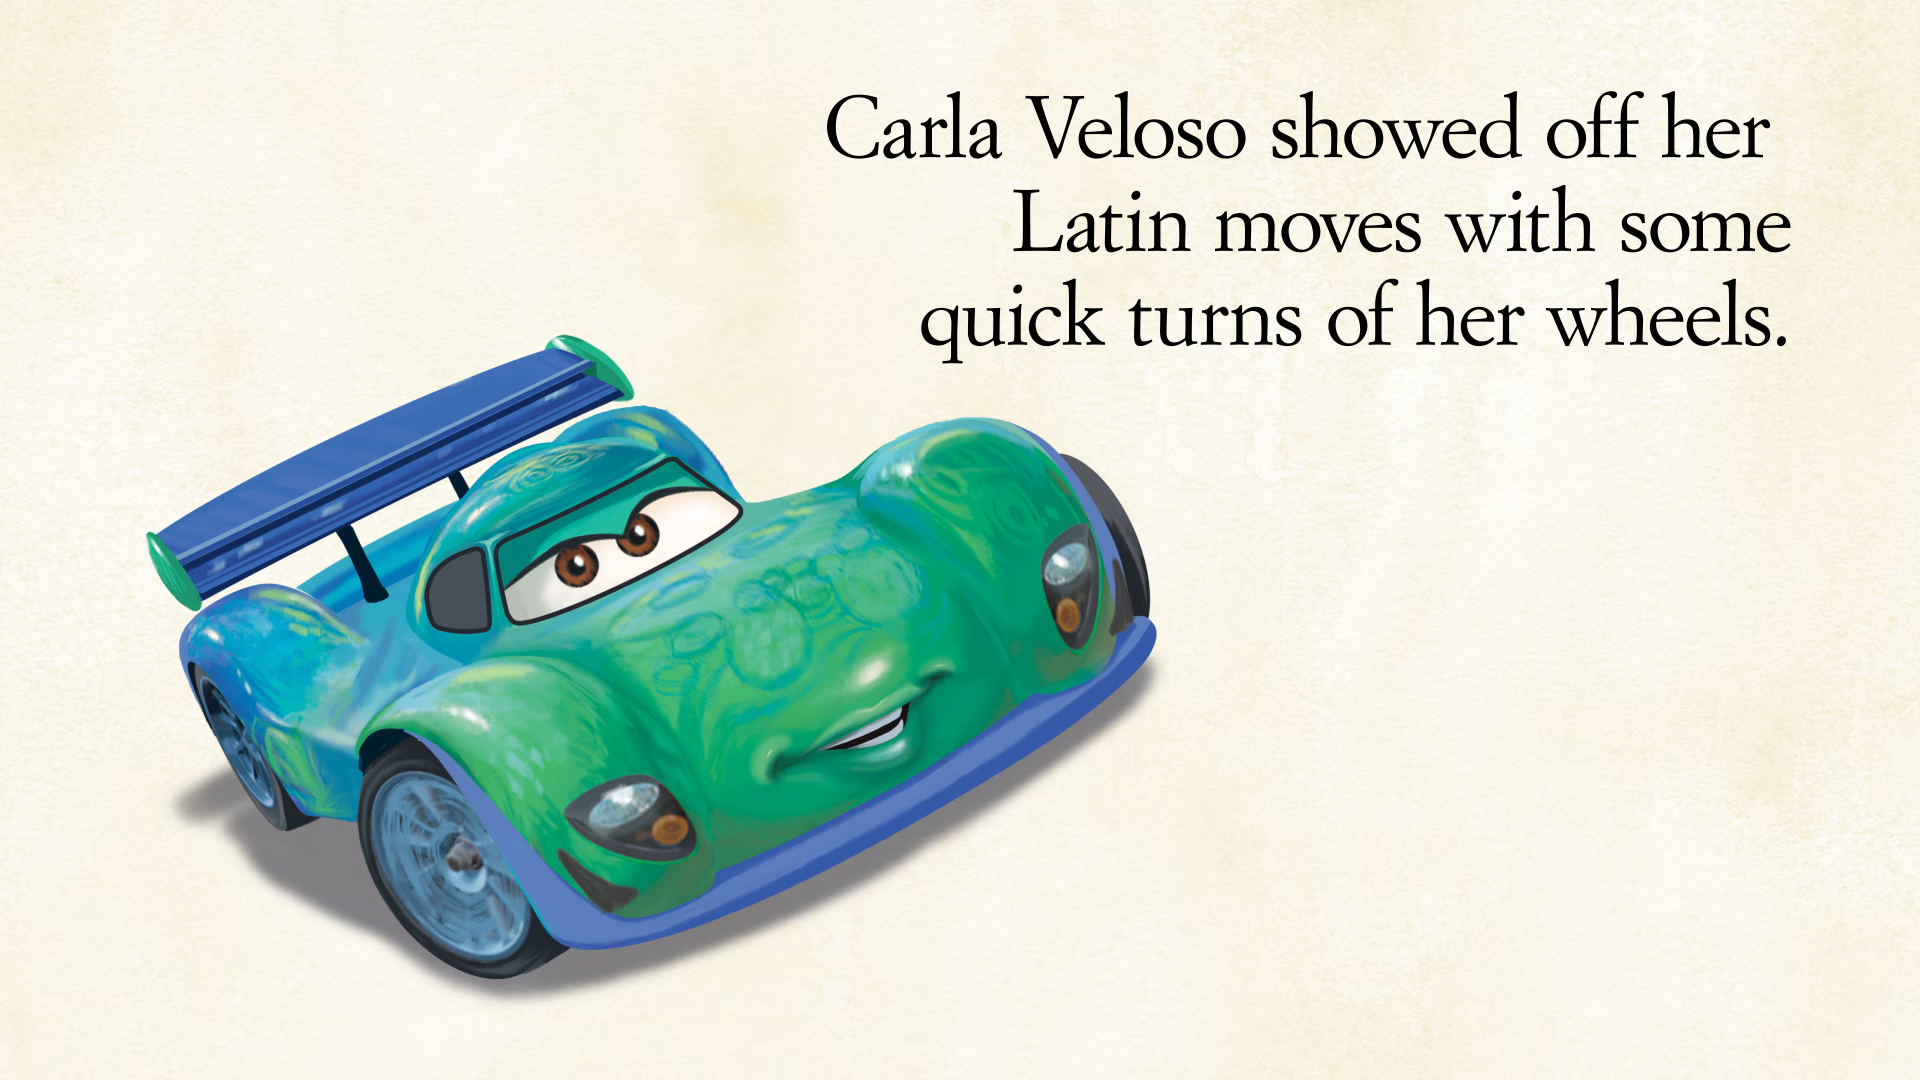 Carla Veloso showed off her
Latin moves with some
quick turns of her wheels.